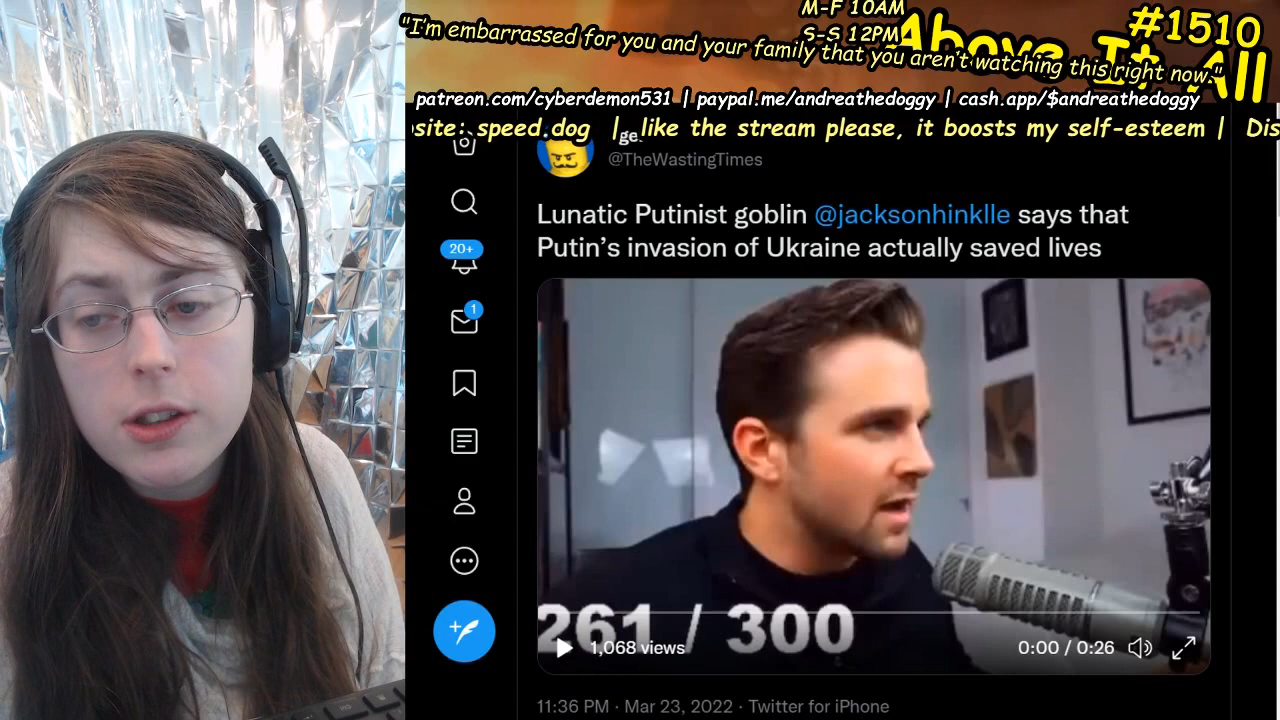 M-F 10AM
S-S 12PM
#1510
Above It All
"I'm embarrassed for you and your family that you aren't watching this right now."
patreon.com/cyberdemon531 | paypal.me/andreathedoggy | cash.app/$andreathedoggy
site: speed.dog | like the stream please, it boosts my self-esteem | Dis
@TheWastingTimes
Lunatic Putinist goblin @jacksonhinklle says that
Putin's invasion of Ukraine actually saved lives
20+
1
261 / 300
1,068 views
0:00 / 0:26
11:36 PM · Mar 23, 2022 · Twitter for iPhone